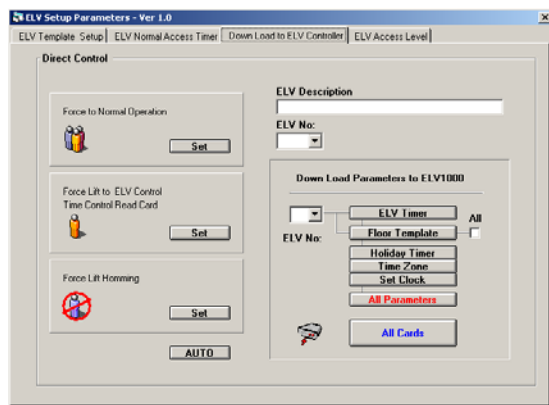 ELV Setup Parameters - Ver 1.0
ELV Template Setup
ELV Normal Access Timer
Down Load to ELV Controller
ELV Access Level
Direct Control
Force to Normal Operation
Set
Force Lift to ELV Control
Time Control Read Card
Set
Force Lift Homming
Set
AUTO
ELV Description
ELV No:
Down Load Parameters to ELV1000
ELV No:
ELV Timer
All
Floor Template
Holiday Timer
Time Zone
Set Clock
All Parameters
All Cards